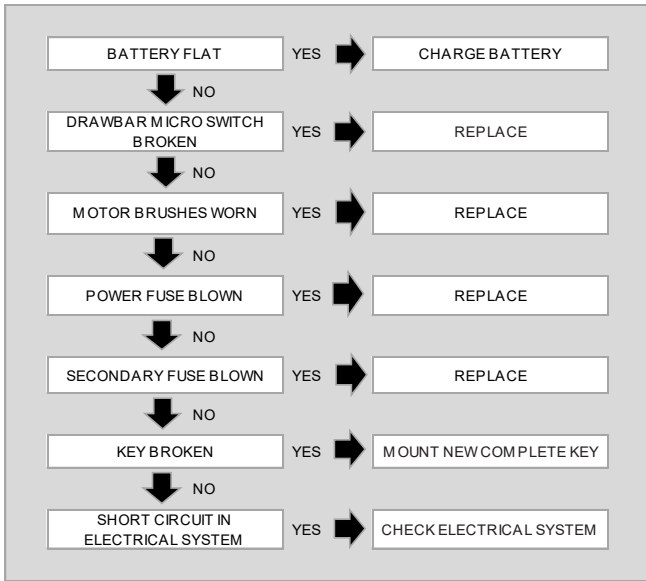 BATTERY FLAT YES CHARGE BATTERY
NO
DRAWBAR MICRO SWITCH
BROKEN YES REPLACE
NO
MOTOR BRUSHES WORN YES REPLACE
NO
POWER FUSE BLOWN YES REPLACE
NO
SECONDARY FUSE BLOWN YES REPLACE
NO
KEY BROKEN YES MOUNT NEW COMPLETE KEY
NO
SHORT CIRCUIT IN
ELECTRICAL SYSTEM YES CHECK ELECTRICAL SYSTEM